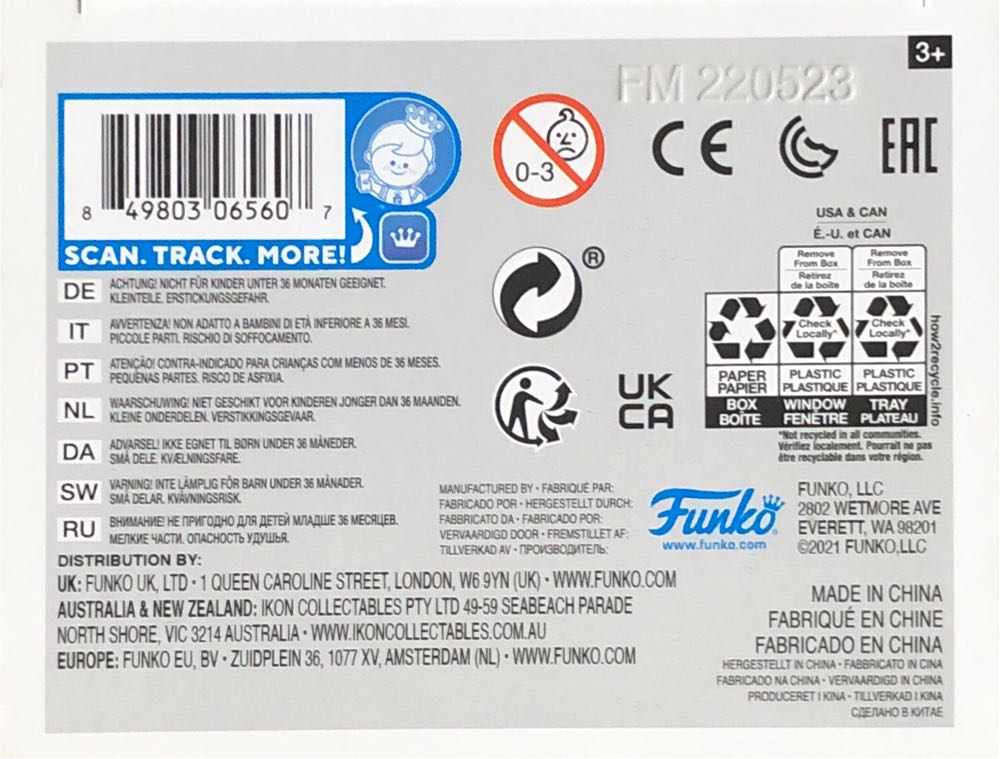 3+
FM 220523
8 49803 06560 7
SCAN. TRACK. MORE!
0-3
CE
EAC
®
UK
CA
USA & CAN
É.-U. et CAN
Remove
From Box
Retirez
de la boîte
Remove
From Box
Retirez
de la boîte
Check
Locally*
Check
Locally*
PAPER
PAPIER
BOX
BOÎTE
PLASTIC
PLASTIQUE
WINDOW
FENÊTRE
PLASTIC
PLASTIQUE
TRAY
PLATEAU
how2recycle.info
*Not recycled in all communities.
Vérifiez localement. Pourrait ne pas
être recyclable dans votre région.
DE ACHTUNG! NICHT FÜR KINDER UNTER 36 MONATEN GEEIGNET.
KLEINTEILE. ERSTICKUNGSGEFAHR.
IT AVVERTENZA! NON ADATTO A BAMBINI DI ETÀ INFERIORE A 36 MESI.
PICCOLE PARTI. RISCHIO DI SOFFOCAMENTO.
PT ATENÇÃO! CONTRA-INDICADO PARA CRIANÇAS COM MENOS DE 36 MESES.
PEQUENAS PARTES. RISCO DE ASFIXIA.
NL WAARSCHUWING! NIET GESCHIKT VOOR KINDEREN JONGER DAN 36 MAANDEN.
KLEINE ONDERDELEN. VERSTIKKINGSGEVAAR.
DA ADVARSEL! IKKE EGNET TIL BØRN UNDER 36 MÅNEDER.
SMÅ DELE. KVÆLNINGSFARE.
SW VARNING! INTE LÄMPLIG FÖR BARN UNDER 36 MÅNADER.
SMÅ DELAR. KVÄVNINGSRISK.
RU ВНИМАНИЕ! НЕ ПРИГОДНО ДЛЯ ДЕТЕЙ МЛАДШЕ 36 МЕСЯЦЕВ.
МЕЛКИЕ ЧАСТИ. ОПАСНОСТЬ УДУШЬЯ.
MANUFACTURED BY • FABRIQUÉ PAR:
FABRICADO POR • HERGESTELLT DURCH:
FABBRICATO DA • FABRICADO POR:
VERVAARDIGD DOOR • FREMSTILLET AF:
TILLVERKAD AV • ПРОИЗВОДИТЕЛЬ:
Funko
www.funko.com
FUNKO, LLC
2802 WETMORE AVE
EVERETT, WA 98201
©2021 FUNKO,LLC
DISTRIBUTION BY:
UK: FUNKO UK, LTD • 1 QUEEN CAROLINE STREET, LONDON, W6 9YN (UK) • WWW.FUNKO.COM
AUSTRALIA & NEW ZEALAND: IKON COLLECTABLES PTY LTD 49-59 SEABEACH PARADE
NORTH SHORE, VIC 3214 AUSTRALIA • WWW.IKONCOLLECTABLES.COM.AU
EUROPE: FUNKO EU, BV • ZUIDPLEIN 36, 1077 XV, AMSTERDAM (NL) • WWW.FUNKO.COM
MADE IN CHINA
FABRIQUÉ EN CHINE
FABRICADO EN CHINA
HERGESTELLT IN CHINA • FABBRICATO IN CINA
FABRICADO NA CHINA • VERVAARDIGD IN CHINA
PRODUCERET I KINA • TILLVERKAD I KINA
СДЕЛАНО В КИТАЕ